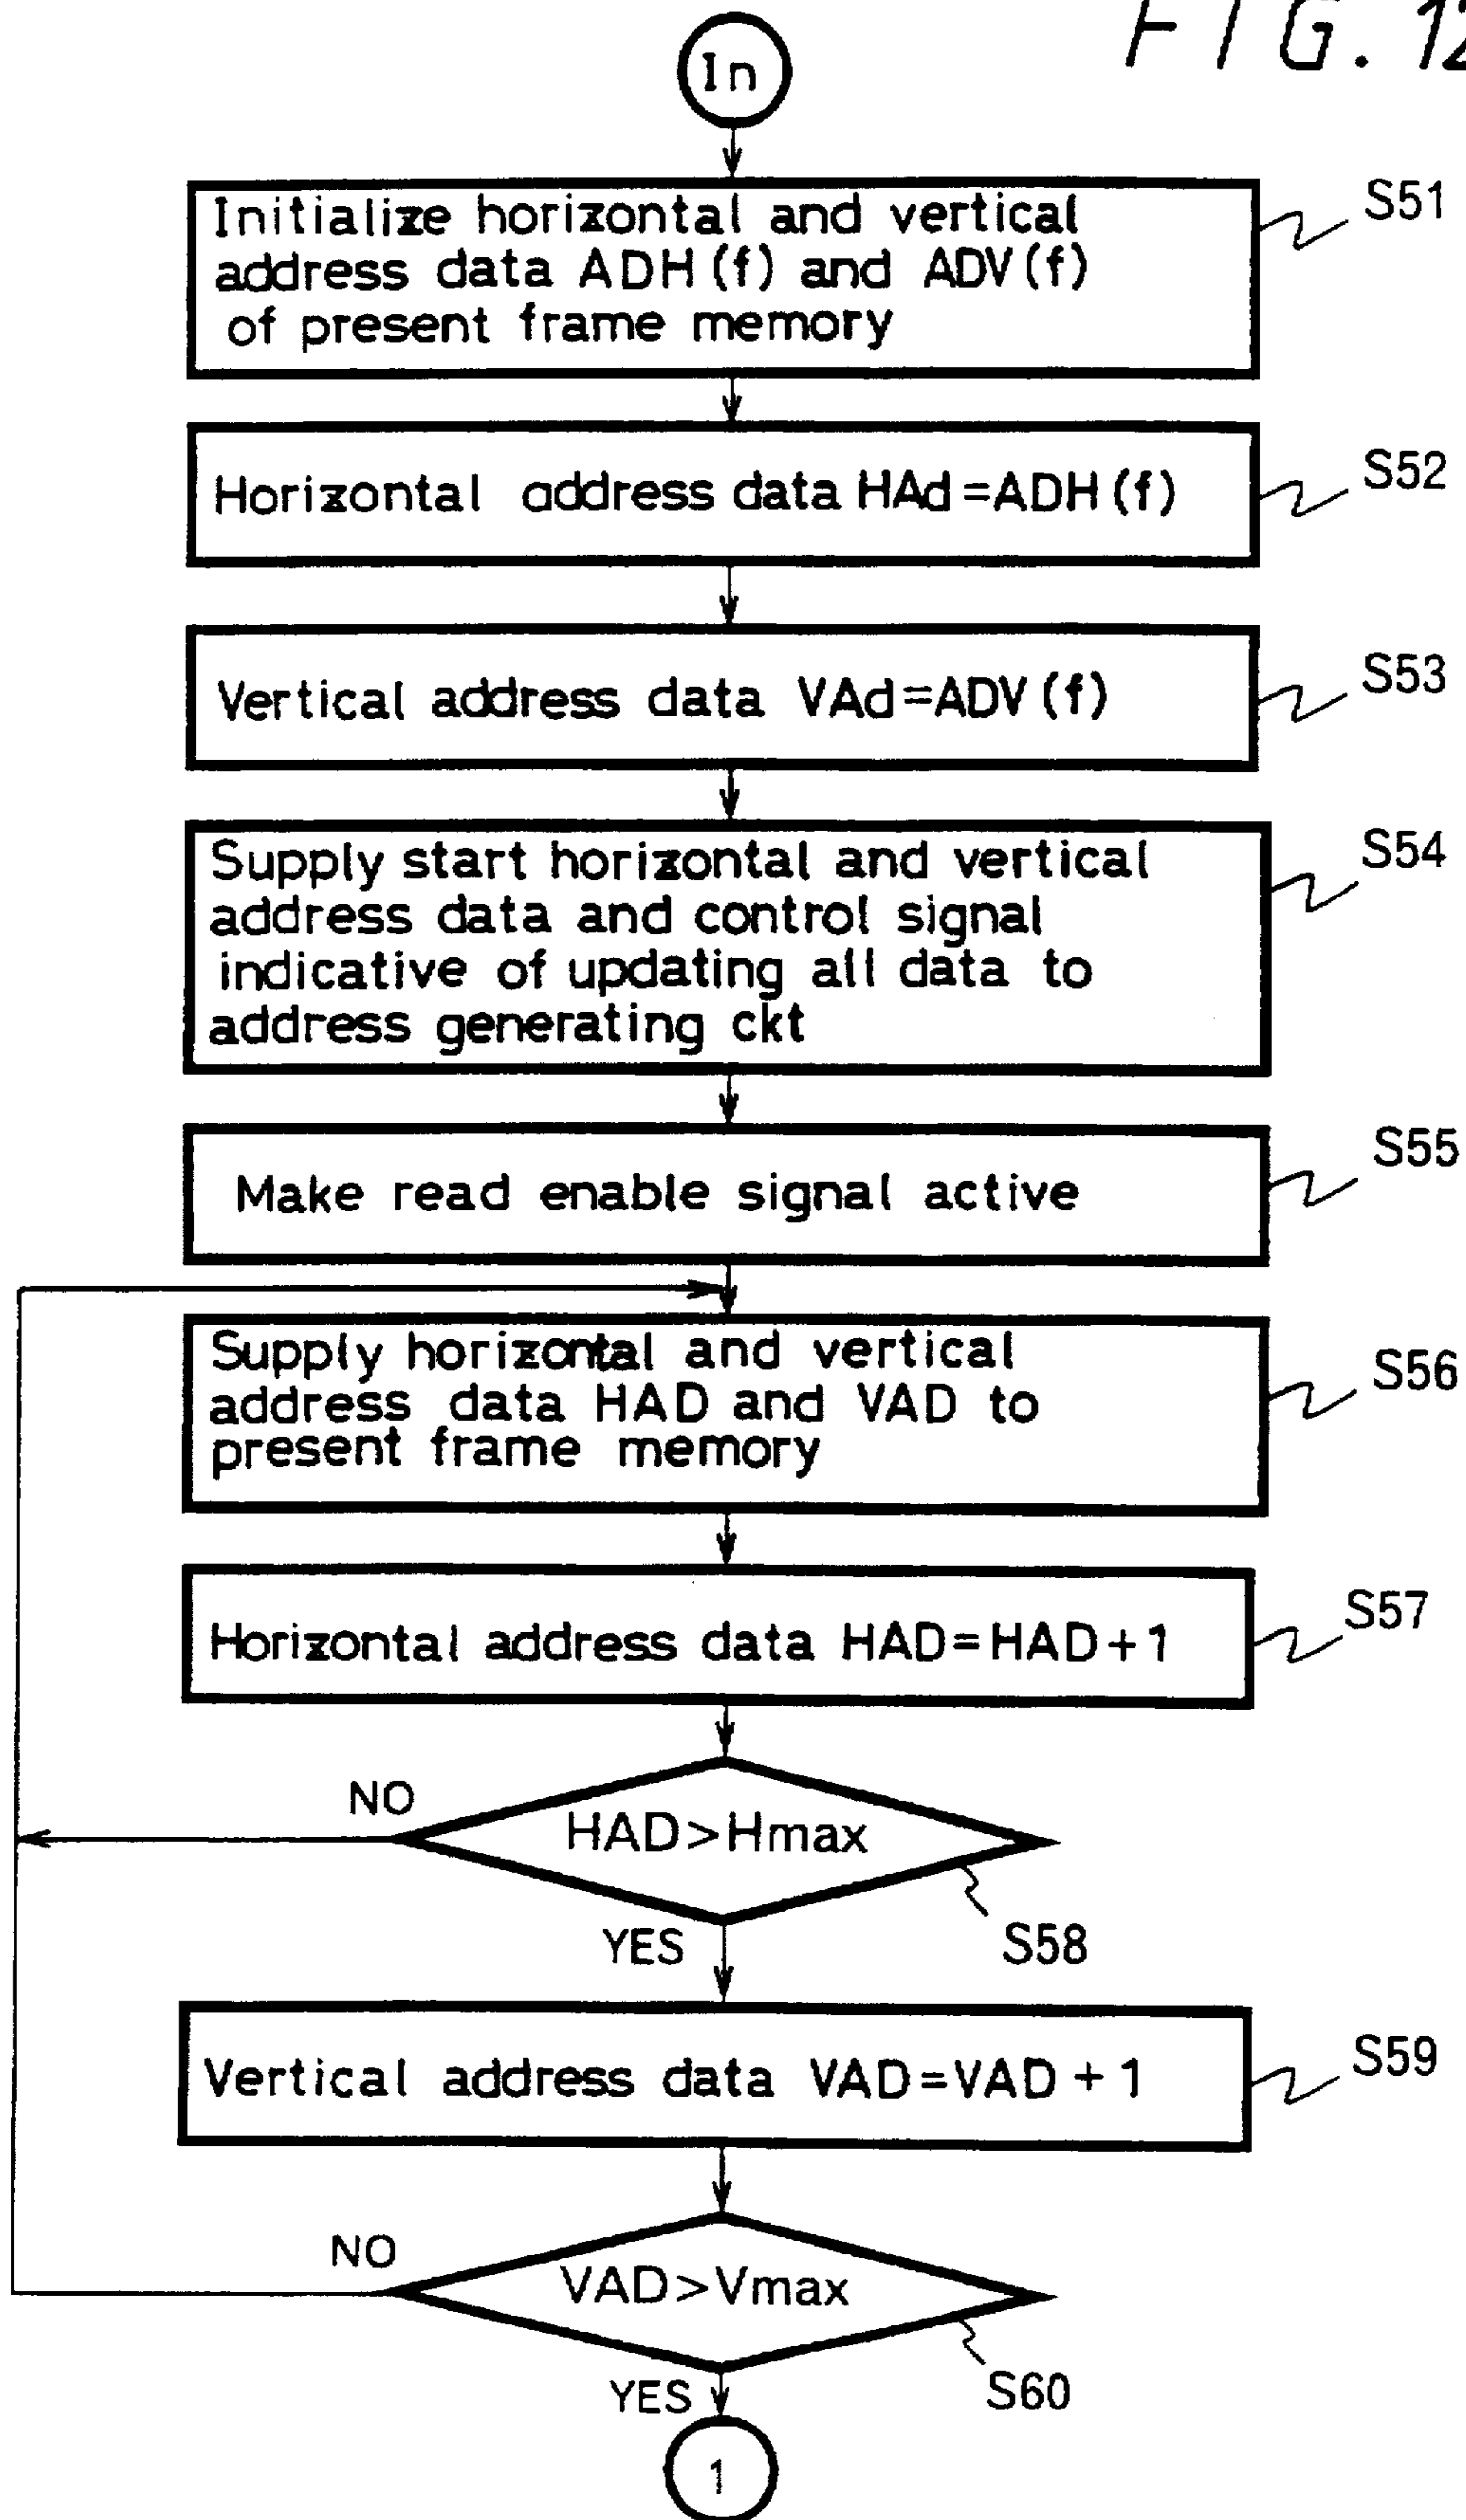 FIG. 12
In
Initialize horizontal and vertical
address data ADH(f) and ADV(f)
of present frame memory
S51
Horizontal address data HAd=ADH(f)
S52
Vertical address data VAd=ADV(f)
S53
Supply start horizontal and vertical
address data and control signal
indicative of updating all data to
address generating ckt
S54
Make read enable signal active
S55
Supply horizontal and vertical
address data HAD and VAD to
present frame memory
S56
Horizontal address data HAD=HAD+1
S57
NO
HAD>Hmax
YES
S58
Vertical address data VAD=VAD+1
S59
NO
VAD>Vmax
YES
S60
1